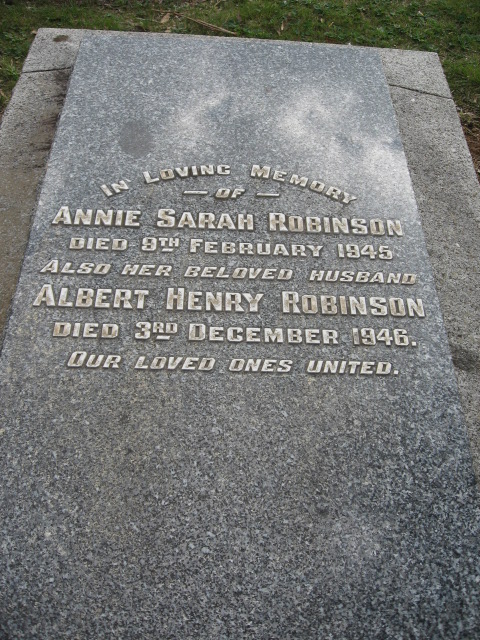 In Loving Memory
— of —
Annie Sarah Robinson
died 9th February 1945
Also her beloved husband
Albert Henry Robinson
died 3rd December 1946.
Our loved ones united.